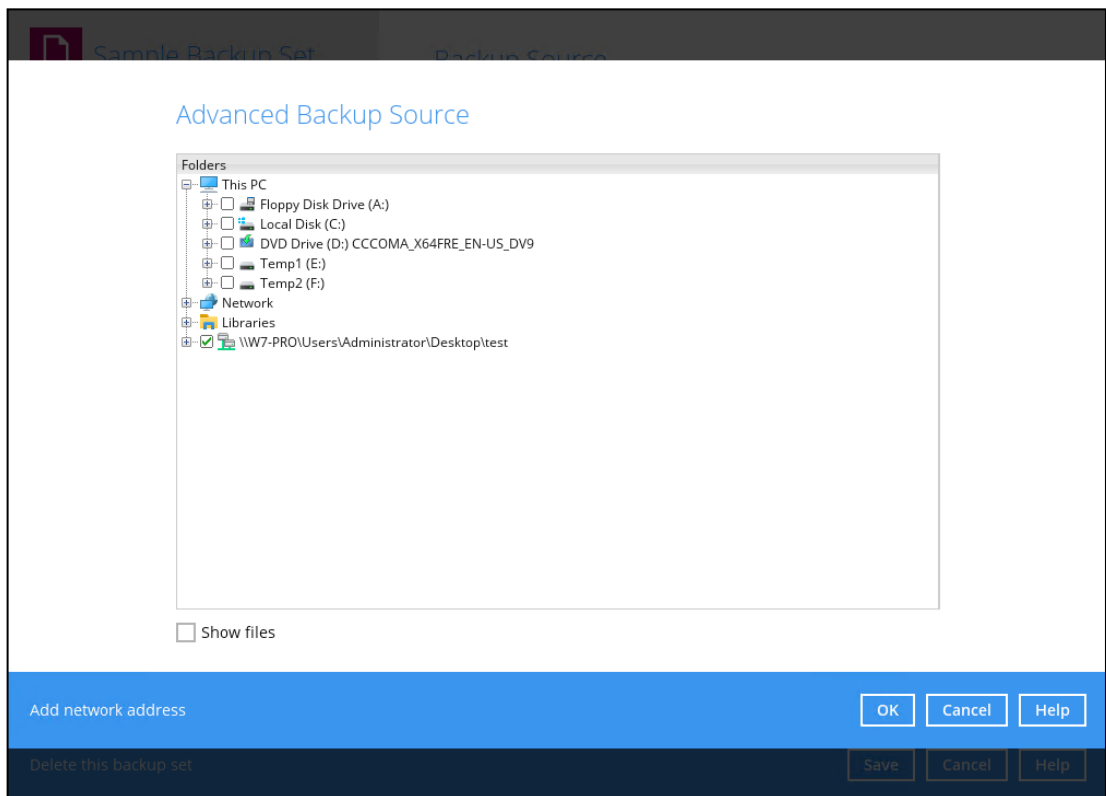 Sample Backup Set
Backup Source
Advanced Backup Source
Folders
This PC
Floppy Disk Drive (A:)
Local Disk (C:)
DVD Drive (D:) CCCOMA_X64FRE_EN-US_DV9
Temp1 (E:)
Temp2 (F:)
Network
Libraries
\\W7-PRO\Users\Administrator\Desktop\test
Show files
Add network address OK Cancel Help
Delete this backup set Save Cancel Help